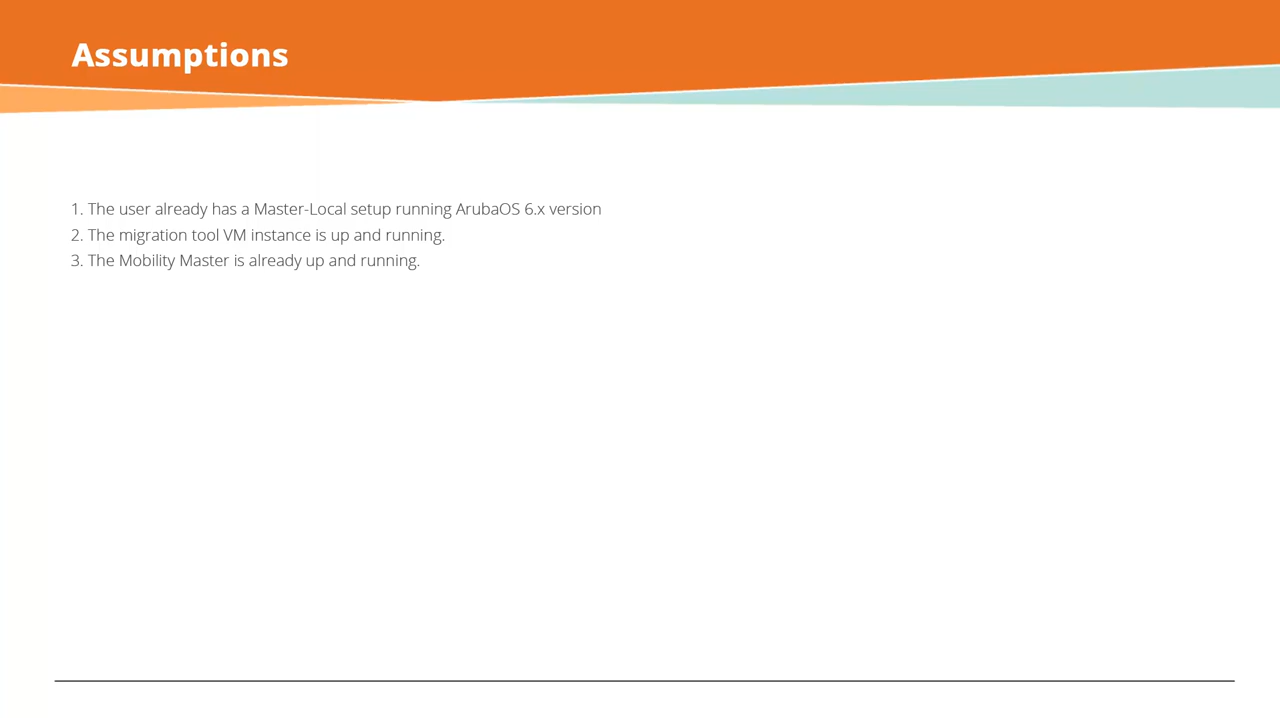 Assumptions
1. The user already has a Master-Local setup running ArubaOS 6.x version
2. The migration tool VM instance is up and running.
3. The Mobility Master is already up and running.